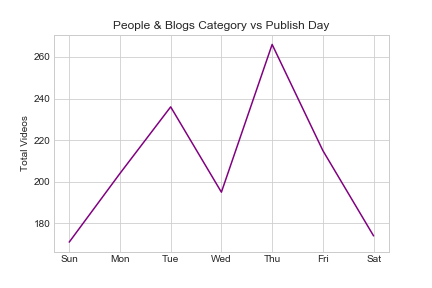 People & Blogs Category vs Publish Day
Total Videos
260
240
220
200
180
Sun Mon Tue Wed Thu Fri Sat